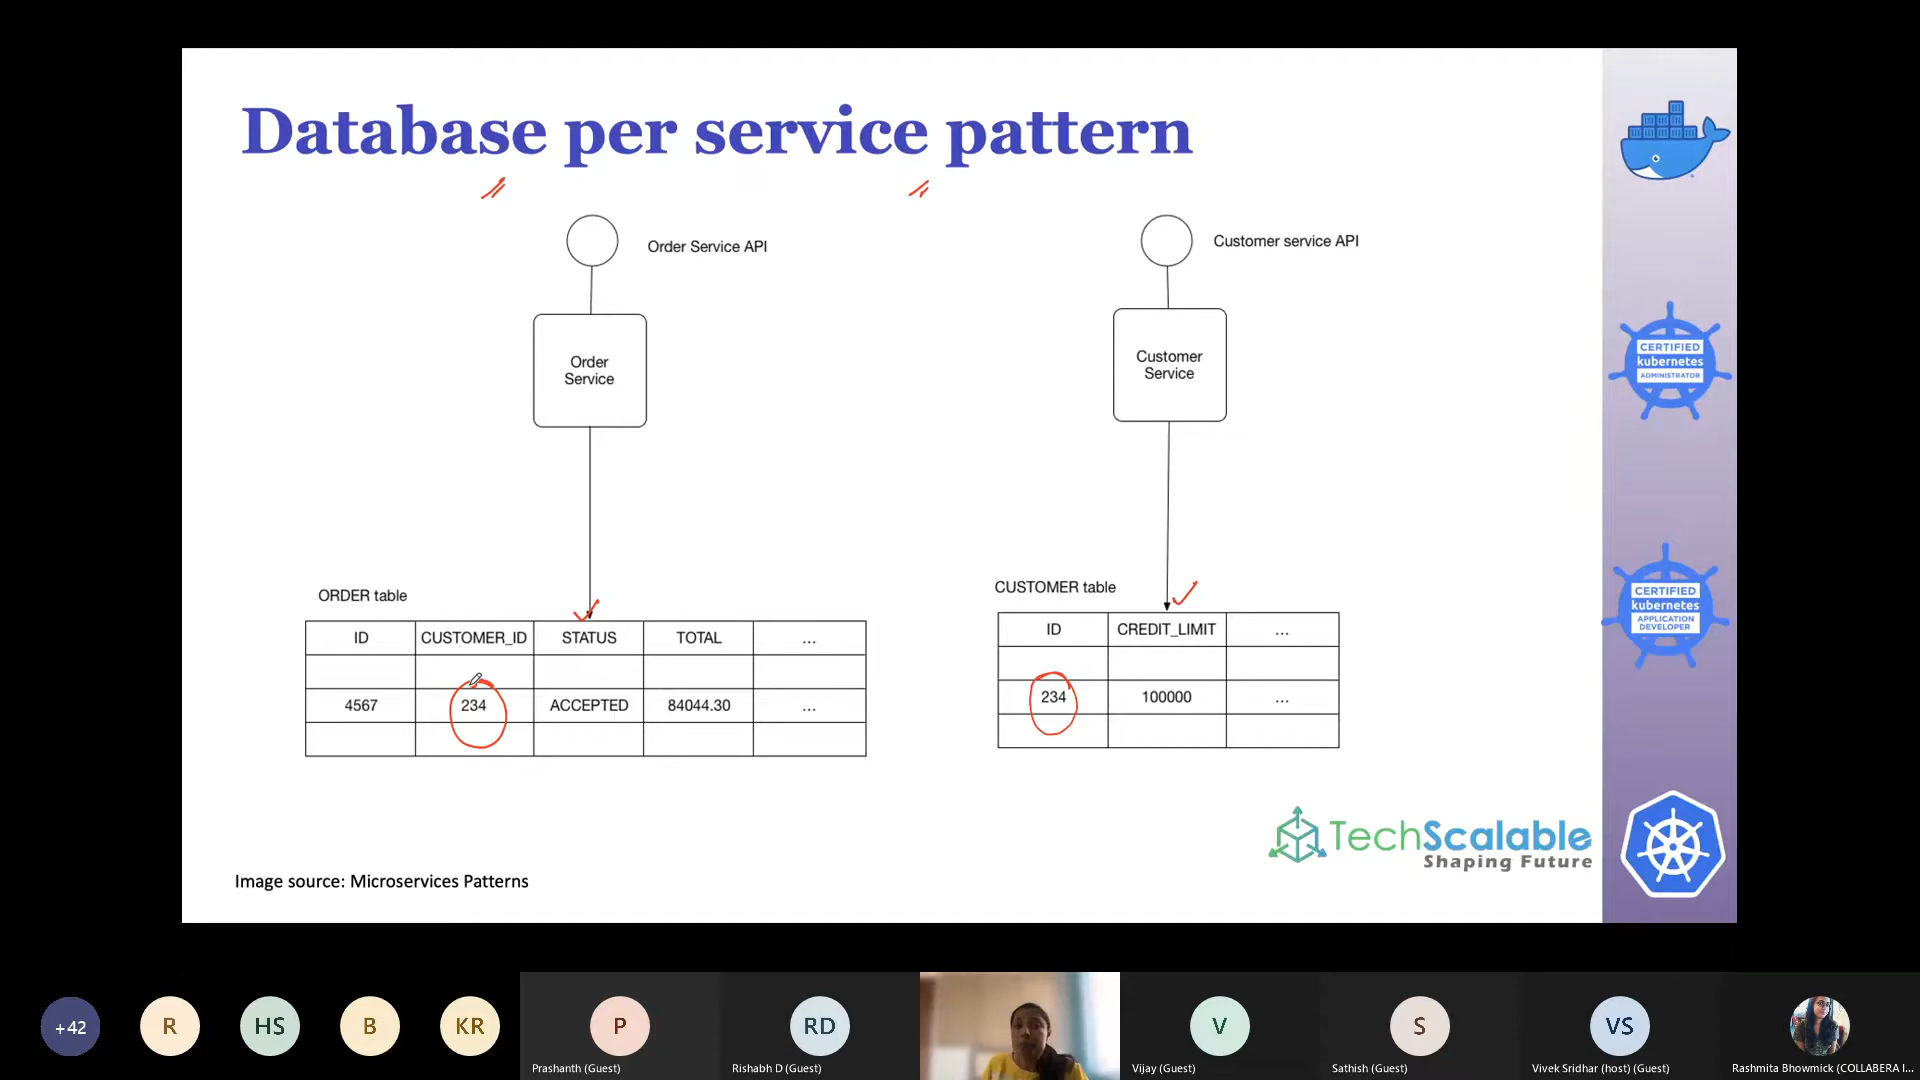 Database per service pattern
Order Service API
Customer service API
Order
Service
Customer
Service
ORDER table
ID CUSTOMER_ID STATUS TOTAL ...
4567 234 ACCEPTED 84044.30 ...
CUSTOMER table
ID CREDIT_LIMIT ...
234 100000 ...
Image source: Microservices Patterns
TechScalable
Shaping Future
CERTIFIED
kubernetes
ADMINISTRATOR
CERTIFIED
kubernetes
APPLICATION
DEVELOPER
+42
R
HS
B
KR
P
Prashanth (Guest)
RD
Rishabh D (Guest)
V
Vijay (Guest)
S
Sathish (Guest)
VS
Vivek Sridhar (host) (Guest)
Rashmita Bhowmick (COLLABERA I...